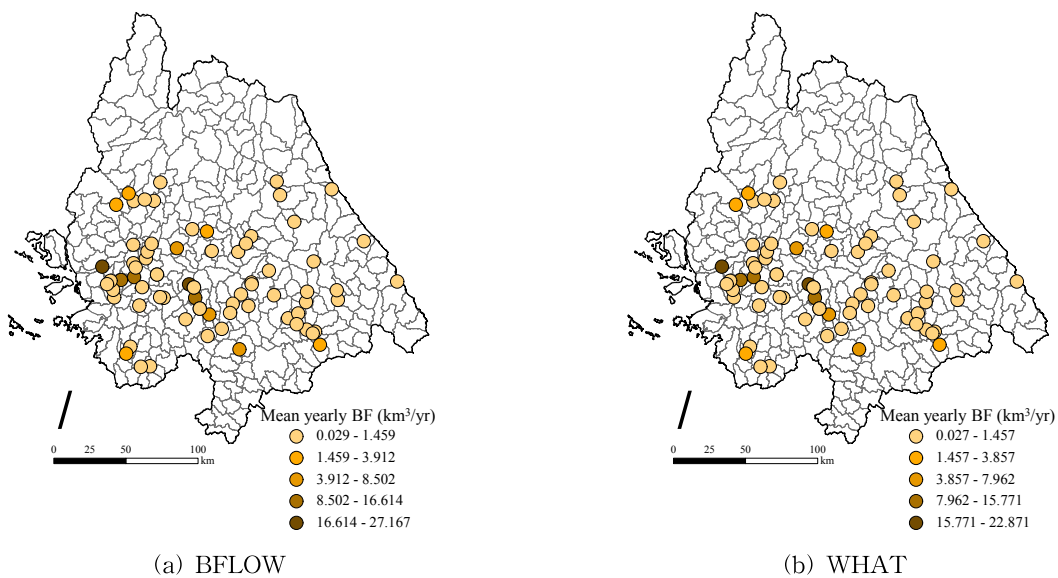 Mean yearly BF (km³/yr)
0.029 - 1.459
1.459 - 3.912
3.912 - 8.502
8.502 - 16.614
16.614 - 27.167
0 25 50 100
km
(a) BFLOW
Mean yearly BF (km³/yr)
0.027 - 1.457
1.457 - 3.857
3.857 - 7.962
7.962 - 15.771
15.771 - 22.871
0 25 50 100
km
(b) WHAT